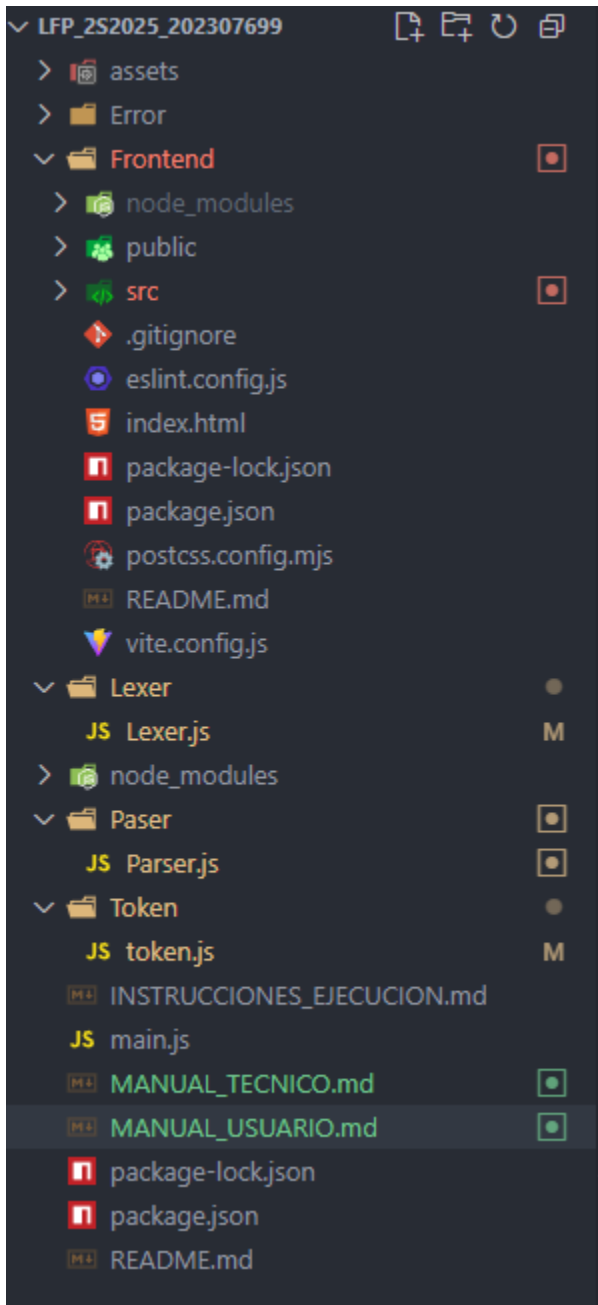 LFP_2S2025_202307699
assets
Error
Frontend
node_modules
public
src
.gitignore
eslint.config.js
index.html
package-lock.json
package.json
postcss.config.mjs
README.md
vite.config.js
Lexer
JS Lexer.js M
node_modules
Paser
JS Parser.js
Token
JS token.js M
INSTRUCCIONES_EJECUCION.md
JS main.js
MANUAL_TECNICO.md
MANUAL_USUARIO.md
package-lock.json
package.json
README.md